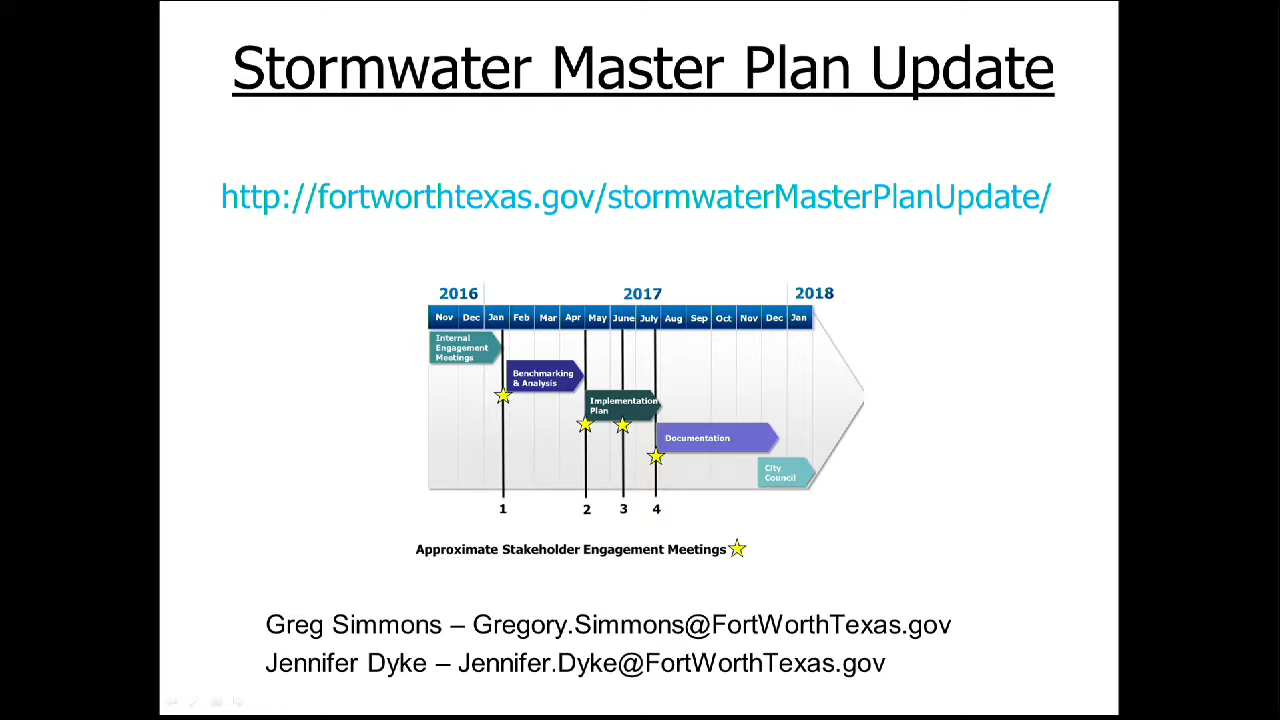 Stormwater Master Plan Update
http://fortworthtexas.gov/stormwaterMasterPlanUpdate/
2016 2017 2018
Nov Dec Jan Feb Mar Apr May June July Aug Sep Oct Nov Dec Jan
Internal
Engagement
Meetings
Benchmarking
& Analysis
Implementation
Plan
Documentation
City
Council
1 2 3 4
Approximate Stakeholder Engagement Meetings
Greg Simmons – Gregory.Simmons@FortWorthTexas.gov
Jennifer Dyke – Jennifer.Dyke@FortWorthTexas.gov